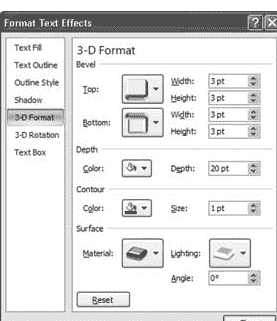 Format Text Effects
Text Fill
Text Outline
Outline Style
Shadow
3-D Format
3-D Rotation
Text Box
3-D Format
Bevel
Top: Width: 3 pt
Height: 3 pt
Bottom: Width: 3 pt
Height: 3 pt
Depth
Color: Depth: 20 pt
Contour
Color: Size: 1 pt
Surface
Material: Lighting:
Angle: 0°
Reset